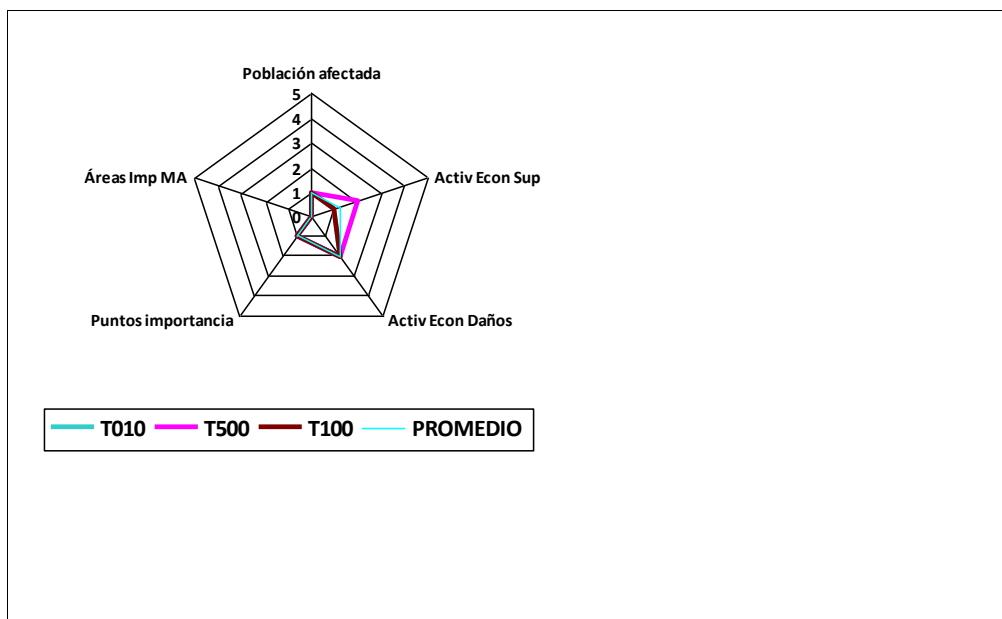 Población afectada
5
4
3
2
1
0
Áreas Imp MA
Activ Econ Sup
Puntos importancia
Activ Econ Daños
T010 T500 T100 PROMEDIO